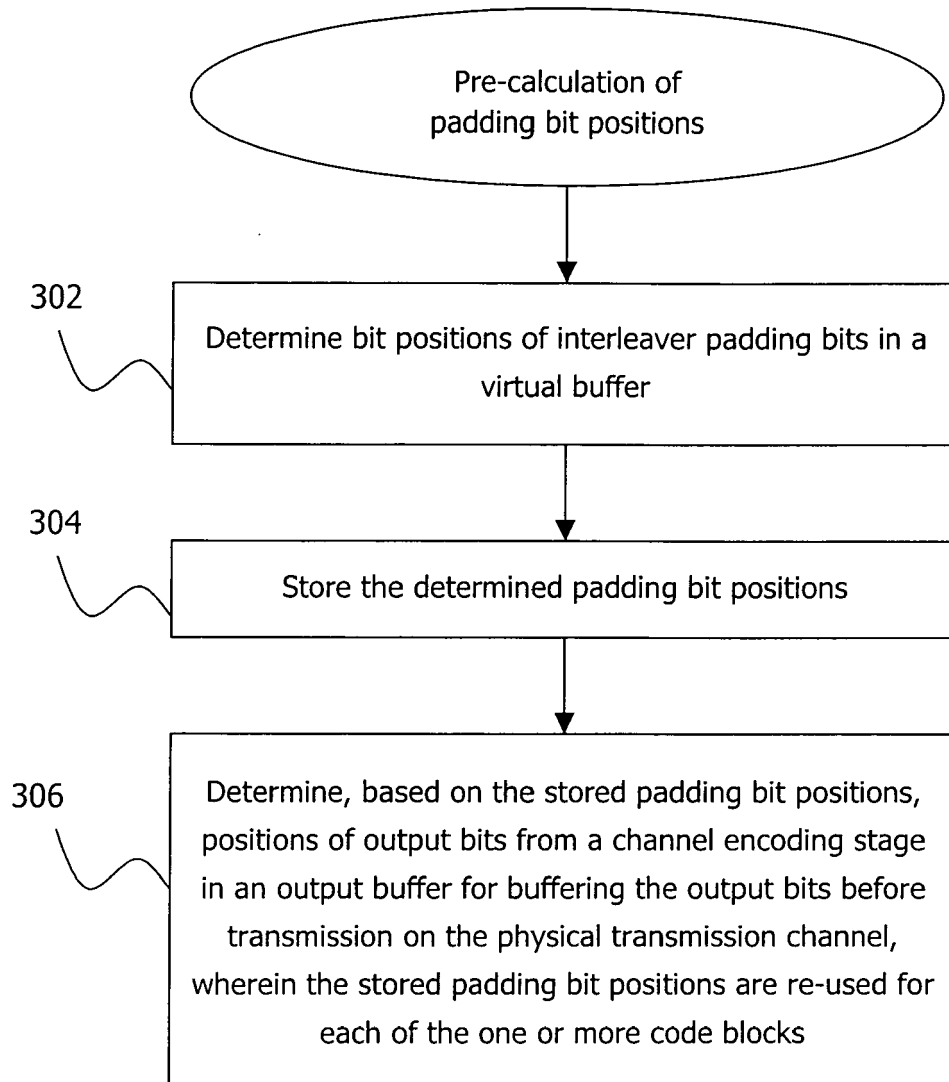 Pre-calculation of
padding bit positions
302
Determine bit positions of interleaver padding bits in a
virtual buffer
304
Store the determined padding bit positions
306
Determine, based on the stored padding bit positions,
positions of output bits from a channel encoding stage
in an output buffer for buffering the output bits before
transmission on the physical transmission channel,
wherein the stored padding bit positions are re-used for
each of the one or more code blocks